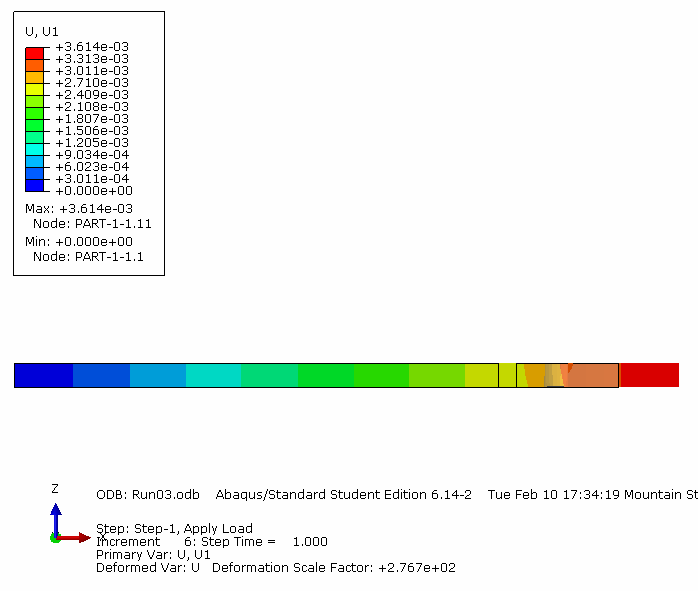 U, U1
+3.614e-03
+3.313e-03
+3.011e-03
+2.710e-03
+2.409e-03
+2.108e-03
+1.807e-03
+1.506e-03
+1.205e-03
+9.034e-04
+6.023e-04
+3.011e-04
+0.000e+00
Max: +3.614e-03
Node: PART-1-1.11
Min: +0.000e+00
Node: PART-1-1.1
Z
X
ODB: Run03.odb Abaqus/Standard Student Edition 6.14-2 Tue Feb 10 17:34:19 Mountain St
Step: Step-1, Apply Load
Increment 6: Step Time = 1.000
Primary Var: U, U1
Deformed Var: U Deformation Scale Factor: +2.767e+02